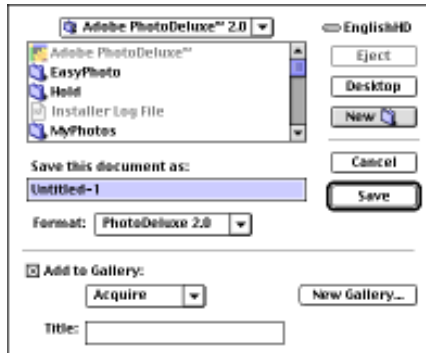 Adobe PhotoDeluxe™ 2.0
EnglishHD
Adobe PhotoDeluxe™
EasyPhoto
Hold
Installer Log File
MyPhotos
Eject
Desktop
New
Save this document as:
Untitled-1
Cancel
Save
Format: PhotoDeluxe 2.0
Add to Gallery:
Acquire
New Gallery...
Title: